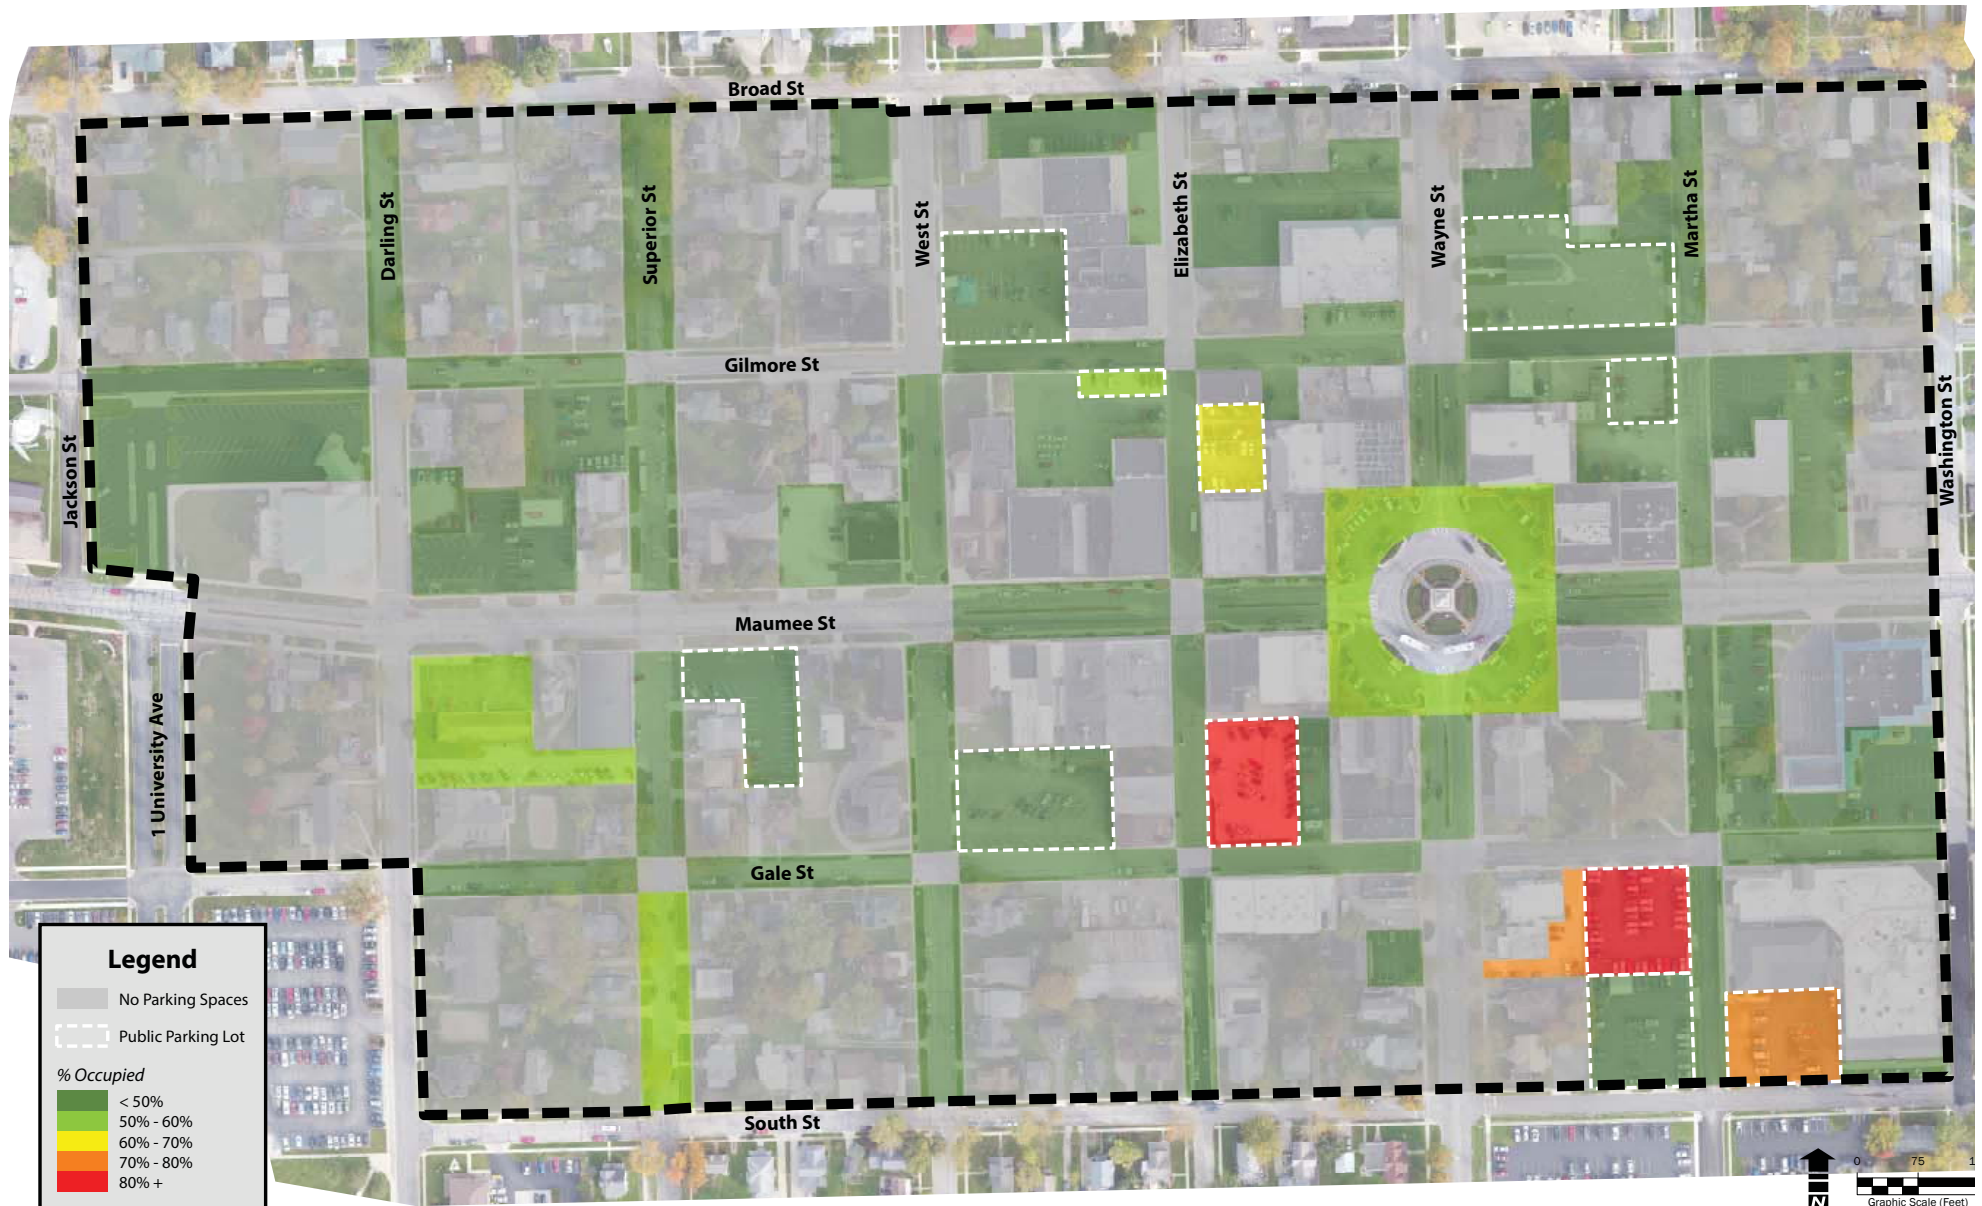 Broad St
Darling St
Superior St
West St
Elizabeth St
Wayne St
Martha St
Gilmore St
Jackson St
Washington St
Maumee St
1 University Ave
Gale St
South St
Legend
No Parking Spaces
Public Parking Lot
% Occupied
< 50%
50% - 60%
60% - 70%
70% - 80%
80% +
N
0 75 1
Graphic Scale (Feet)